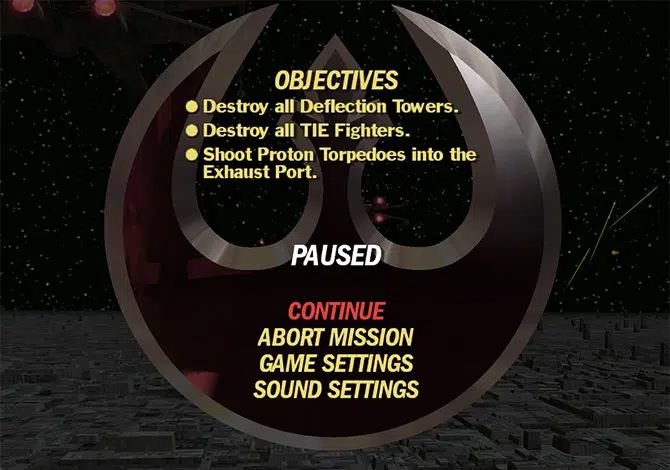 OBJECTIVES
Destroy all Deflection Towers.
Destroy all TIE Fighters.
Shoot Proton Torpedoes into the
Exhaust Port.
PAUSED
CONTINUE
ABORT MISSION
GAME SETTINGS
SOUND SETTINGS